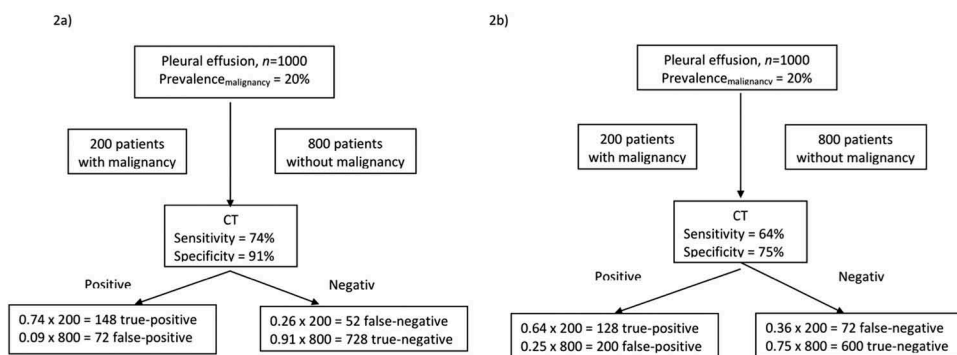 2a)
Pleural effusion, n=1000
Prevalencemalignancy = 20%
200 patients
with malignancy
800 patients
without malignancy
CT
Sensitivity = 74%
Specificity = 91%
Positive
Negativ
0.74 x 200 = 148 true-positive
0.09 x 800 = 72 false-positive
0.26 x 200 = 52 false-negative
0.91 x 800 = 728 true-negative
2b)
Pleural effusion, n=1000
Prevalencemalignancy = 20%
200 patients
with malignancy
800 patients
without malignancy
CT
Sensitivity = 64%
Specificity = 75%
Positive
Negativ
0.64 x 200 = 128 true-positive
0.25 x 800 = 200 false-positive
0.36 x 200 = 72 false-negative
0.75 x 800 = 600 true-negative